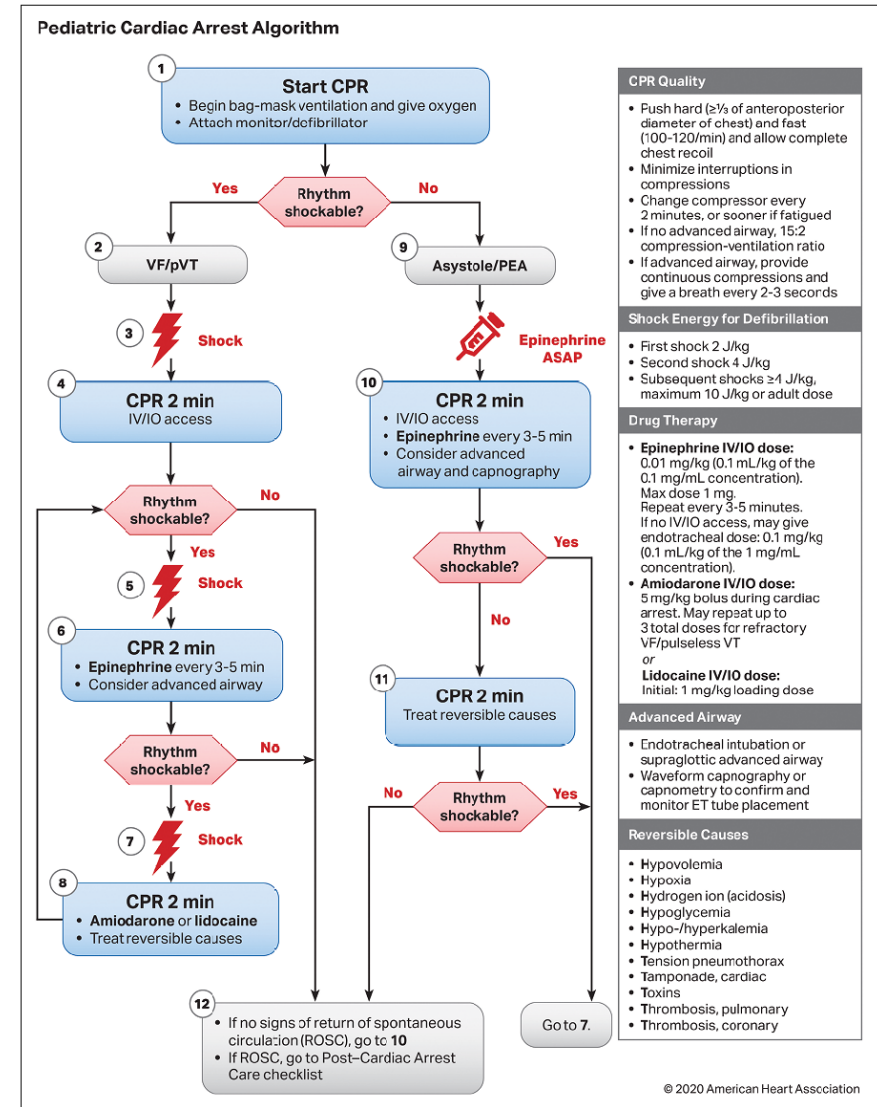 Pediatric Cardiac Arrest Algorithm
1
Start CPR
• Begin bag-mask ventilation and give oxygen
• Attach monitor/defibrillator
Yes
Rhythm
shockable?
No
2
VF/pVT
9
Asystole/PEA
3
Shock
Epinephrine
ASAP
4
CPR 2 min
IV/IO access
10
CPR 2 min
• IV/IO access
• Epinephrine every 3-5 min
• Consider advanced
airway and capnography
Rhythm
shockable?
No
Yes
5
Shock
Rhythm
shockable?
Yes
No
6
CPR 2 min
• Epinephrine every 3-5 min
• Consider advanced airway
11
CPR 2 min
Treat reversible causes
Rhythm
shockable?
No
Yes
7
Shock
No
Rhythm
shockable?
Yes
8
CPR 2 min
• Amiodarone or lidocaine
• Treat reversible causes
12
• If no signs of return of spontaneous
circulation (ROSC), go to 10
• If ROSC, go to Post–Cardiac Arrest
Care checklist
Go to 7.
CPR Quality
• Push hard (≥⅓ of anteroposterior
diameter of chest) and fast
(100-120/min) and allow complete
chest recoil
• Minimize interruptions in
compressions
• Change compressor every
2 minutes, or sooner if fatigued
• If no advanced airway, 15:2
compression-ventilation ratio
• If advanced airway, provide
continuous compressions and
give a breath every 2-3 seconds
Shock Energy for Defibrillation
• First shock 2 J/kg
• Second shock 4 J/kg
• Subsequent shocks ≥4 J/kg,
maximum 10 J/kg or adult dose
Drug Therapy
• Epinephrine IV/IO dose:
0.01 mg/kg (0.1 mL/kg of the
0.1 mg/mL concentration).
Max dose 1 mg.
Repeat every 3-5 minutes.
If no IV/IO access, may give
endotracheal dose: 0.1 mg/kg
(0.1 mL/kg of the 1 mg/mL
concentration).
• Amiodarone IV/IO dose:
5 mg/kg bolus during cardiac
arrest. May repeat up to
3 total doses for refractory
VF/pulseless VT
or
Lidocaine IV/IO dose:
Initial: 1 mg/kg loading dose
Advanced Airway
• Endotracheal intubation or
supraglottic advanced airway
• Waveform capnography or
capnometry to confirm and
monitor ET tube placement
Reversible Causes
• Hypovolemia
• Hypoxia
• Hydrogen ion (acidosis)
• Hypoglycemia
• Hypo-/hyperkalemia
• Hypothermia
• Tension pneumothorax
• Tamponade, cardiac
• Toxins
• Thrombosis, pulmonary
• Thrombosis, coronary
© 2020 American Heart Association